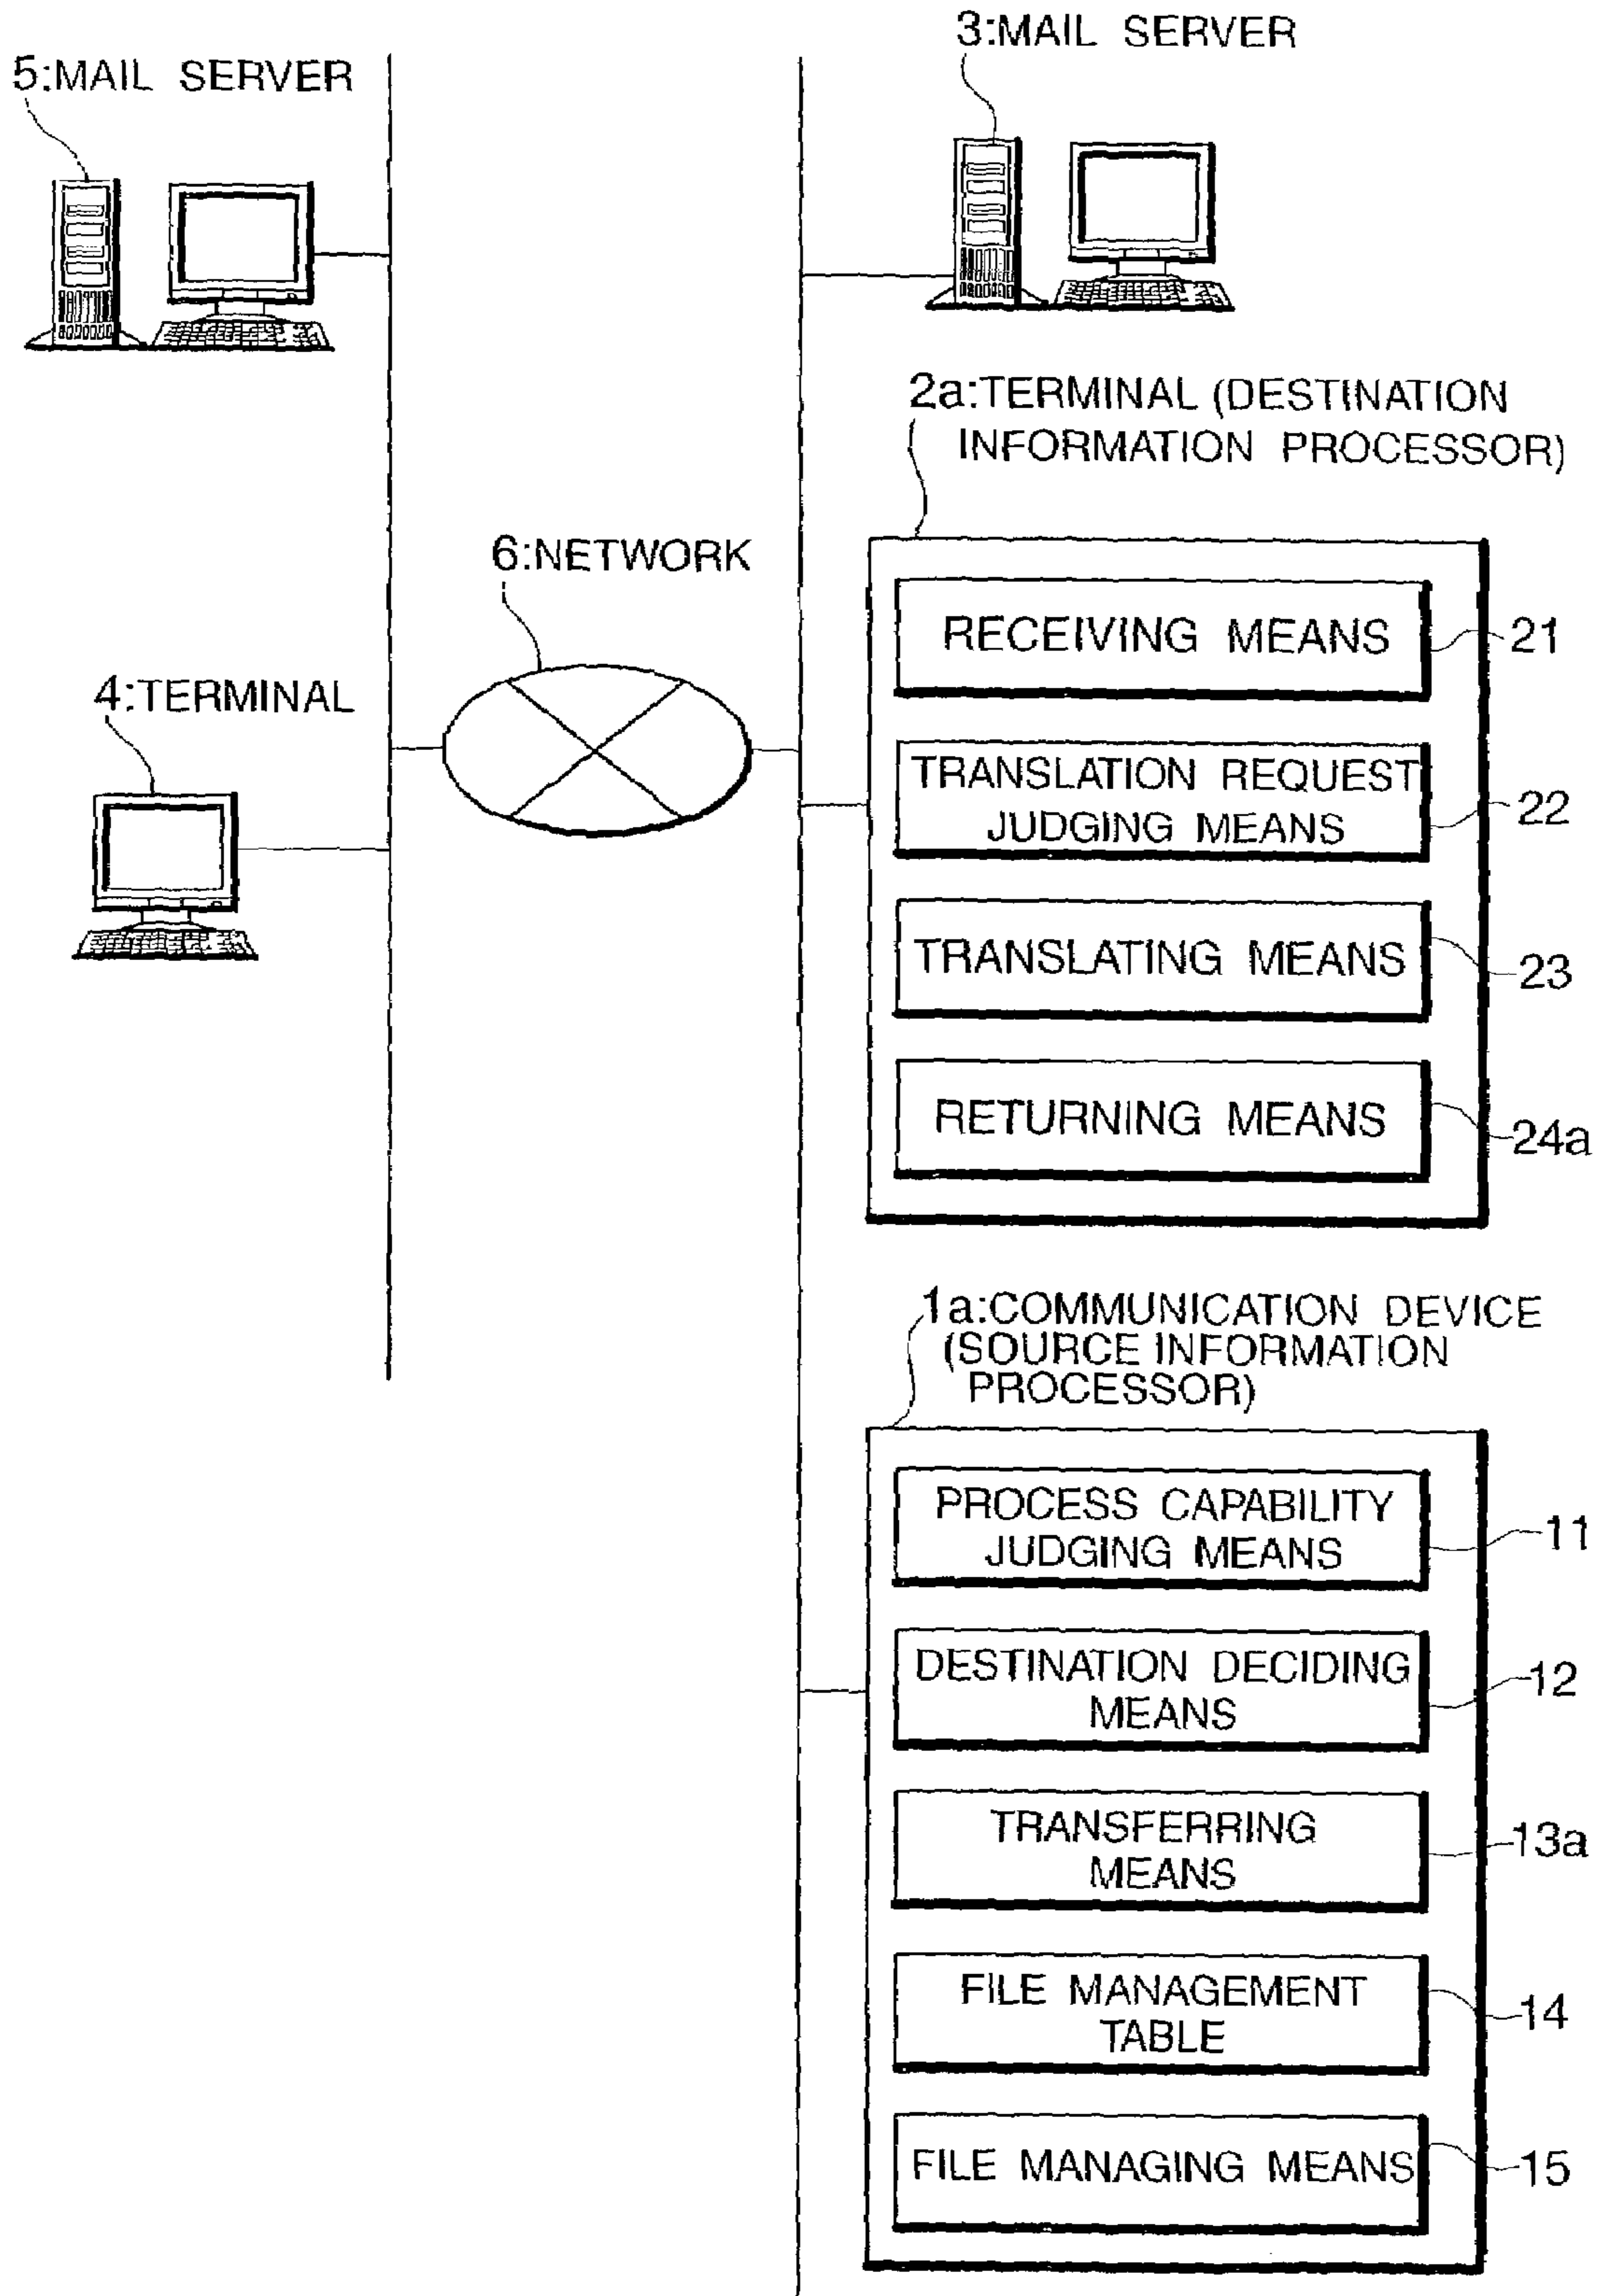 3:MAIL SERVER
5:MAIL SERVER
2a:TERMINAL (DESTINATION
INFORMATION PROCESSOR)
6:NETWORK
RECEIVING MEANS
21
4:TERMINAL
TRANSLATION REQUEST
JUDGING MEANS
22
TRANSLATING MEANS
23
RETURNING MEANS
24a
1a:COMMUNICATION DEVICE
(SOURCE INFORMATION
PROCESSOR)
PROCESS CAPABILITY
JUDGING MEANS
11
DESTINATION DECIDING
MEANS
12
TRANSFERRING
MEANS
13a
FILE MANAGEMENT
TABLE
14
FILE MANAGING MEANS
15